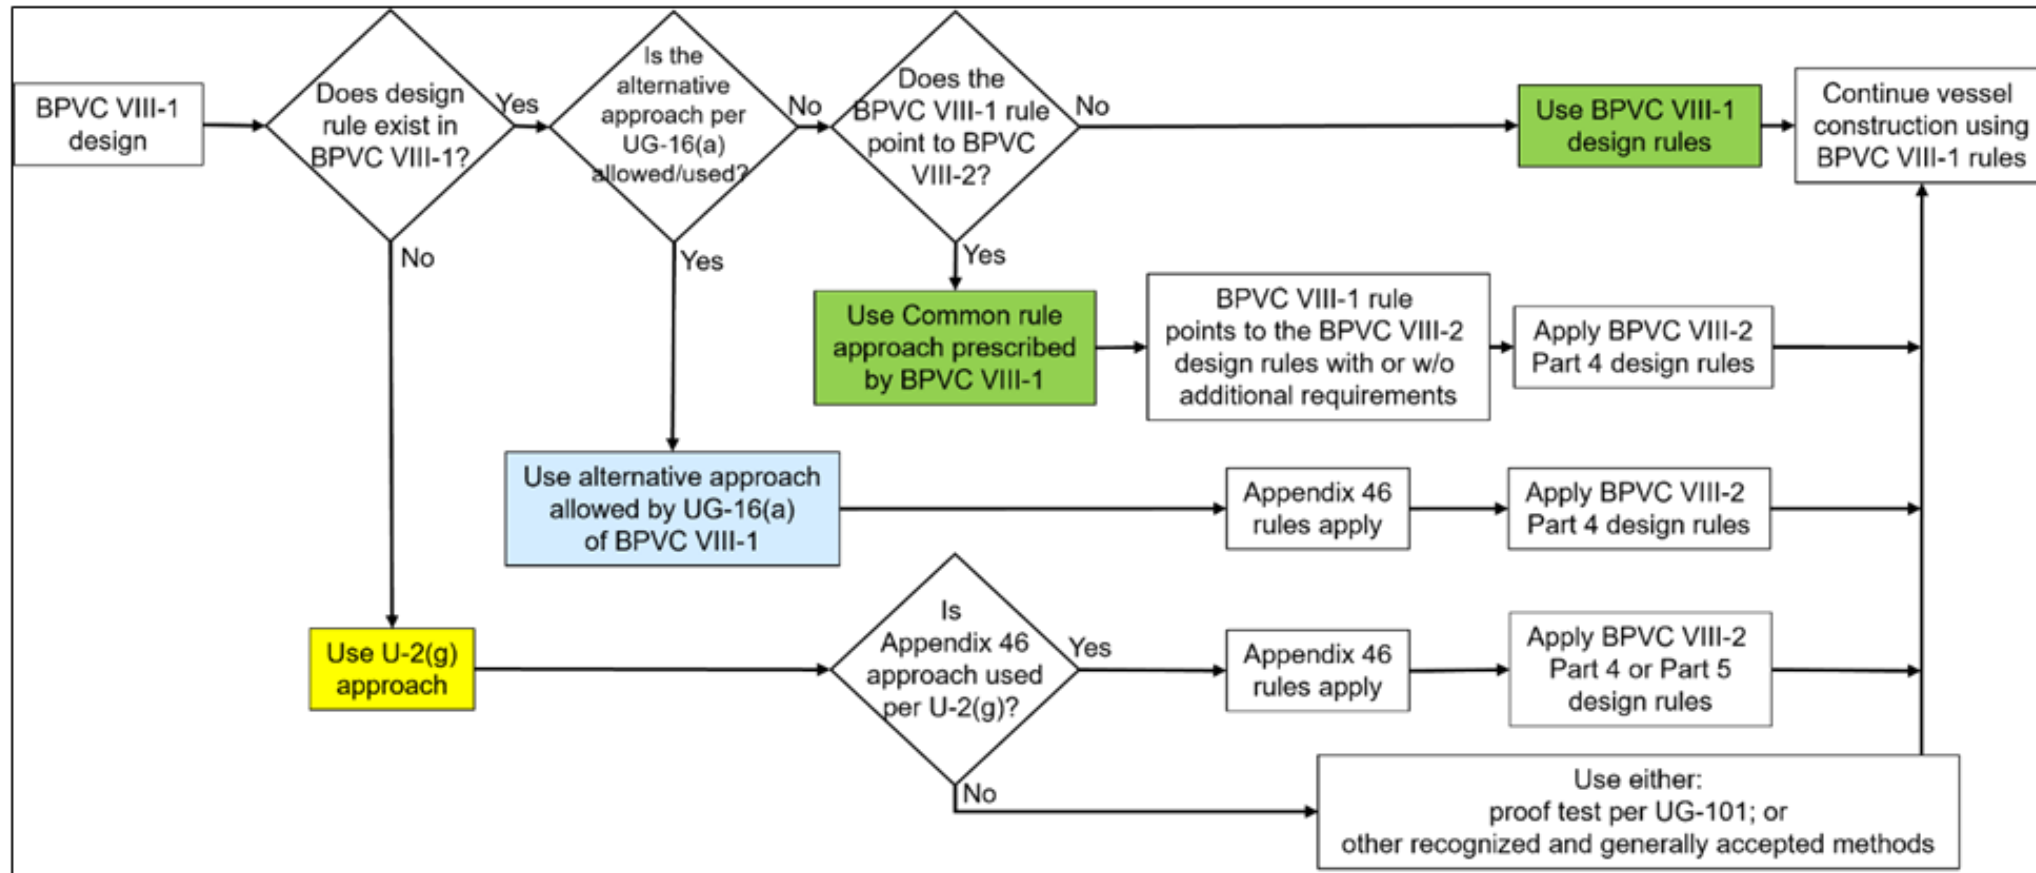 BPVC VIII-1
design
Does design
rule exist in
BPVC VIII-1?
Yes
No
Is the
alternative
approach per
UG-16(a)
allowed/used?
No
Yes
Does the
BPVC VIII-1 rule
point to BPVC
VIII-2?
No
Yes
Use BPVC VIII-1
design rules
Continue vessel
construction using
BPVC VIII-1 rules
Use Common rule
approach prescribed
by BPVC VIII-1
BPVC VIII-1 rule
points to the BPVC VIII-2
design rules with or w/o
additional requirements
Apply BPVC VIII-2
Part 4 design rules
Use alternative approach
allowed by UG-16(a)
of BPVC VIII-1
Appendix 46
rules apply
Apply BPVC VIII-2
Part 4 design rules
Use U-2(g)
approach
Is
Appendix 46
approach used
per U-2(g)?
Yes
No
Appendix 46
rules apply
Apply BPVC VIII-2
Part 4 or Part 5
design rules
Use either:
proof test per UG-101; or
other recognized and generally accepted methods